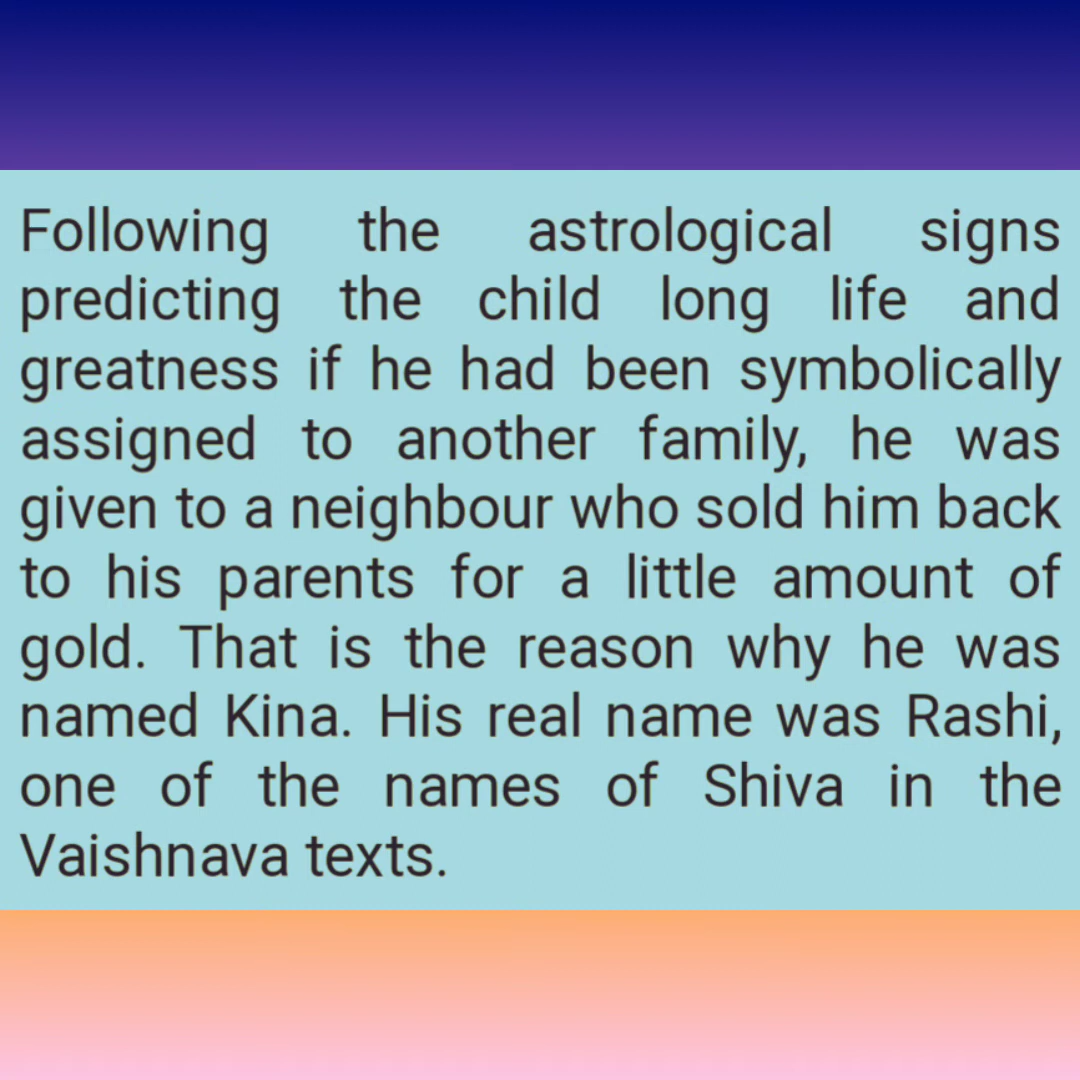 Following the astrological signs
predicting the child long life and
greatness if he had been symbolically
assigned to another family, he was
given to a neighbour who sold him back
to his parents for a little amount of
gold. That is the reason why he was
named Kina. His real name was Rashi,
one of the names of Shiva in the
Vaishnava texts.